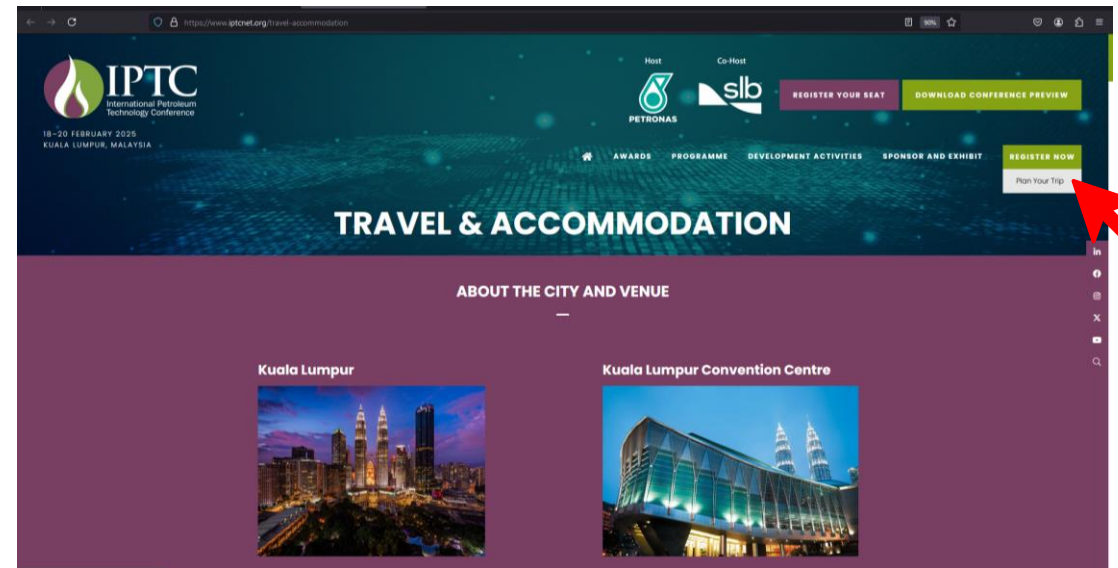 https://www.iptcnet.org/travel-accommodation
90%
IPTC
International Petroleum
Technology Conference
18–20 FEBRUARY 2025
KUALA LUMPUR, MALAYSIA
Host
Co-Host
PETRONAS
slb
REGISTER YOUR SEAT
DOWNLOAD CONFERENCE PREVIEW
AWARDS
PROGRAMME
DEVELOPMENT ACTIVITIES
SPONSOR AND EXHIBIT
REGISTER NOW
Plan Your Trip
TRAVEL & ACCOMMODATION
in
ABOUT THE CITY AND VENUE
Kuala Lumpur
Kuala Lumpur Convention Centre